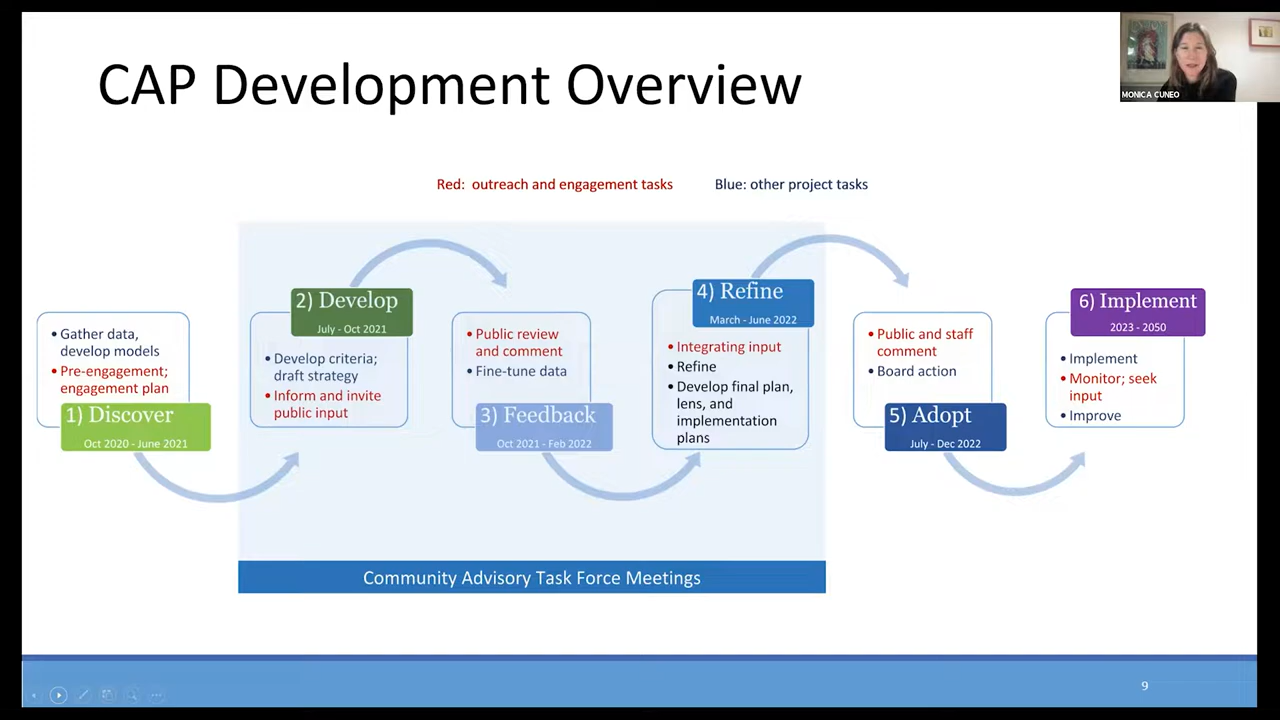 CAP Development Overview
MONICA CUNEO
Red: outreach and engagement tasks
Blue: other project tasks
• Gather data,
develop models
• Pre-engagement;
engagement plan
1) Discover
Oct 2020 - June 2021
2) Develop
July - Oct 2021
• Develop criteria;
draft strategy
• Inform and invite
public input
• Public review
and comment
• Fine-tune data
3) Feedback
Oct 2021 - Feb 2022
4) Refine
March - June 2022
• Integrating input
• Refine
• Develop final plan,
lens, and
implementation
plans
• Public and staff
comment
• Board action
5) Adopt
July - Dec 2022
6) Implement
2023 - 2050
• Implement
• Monitor; seek
input
• Improve
Community Advisory Task Force Meetings
9